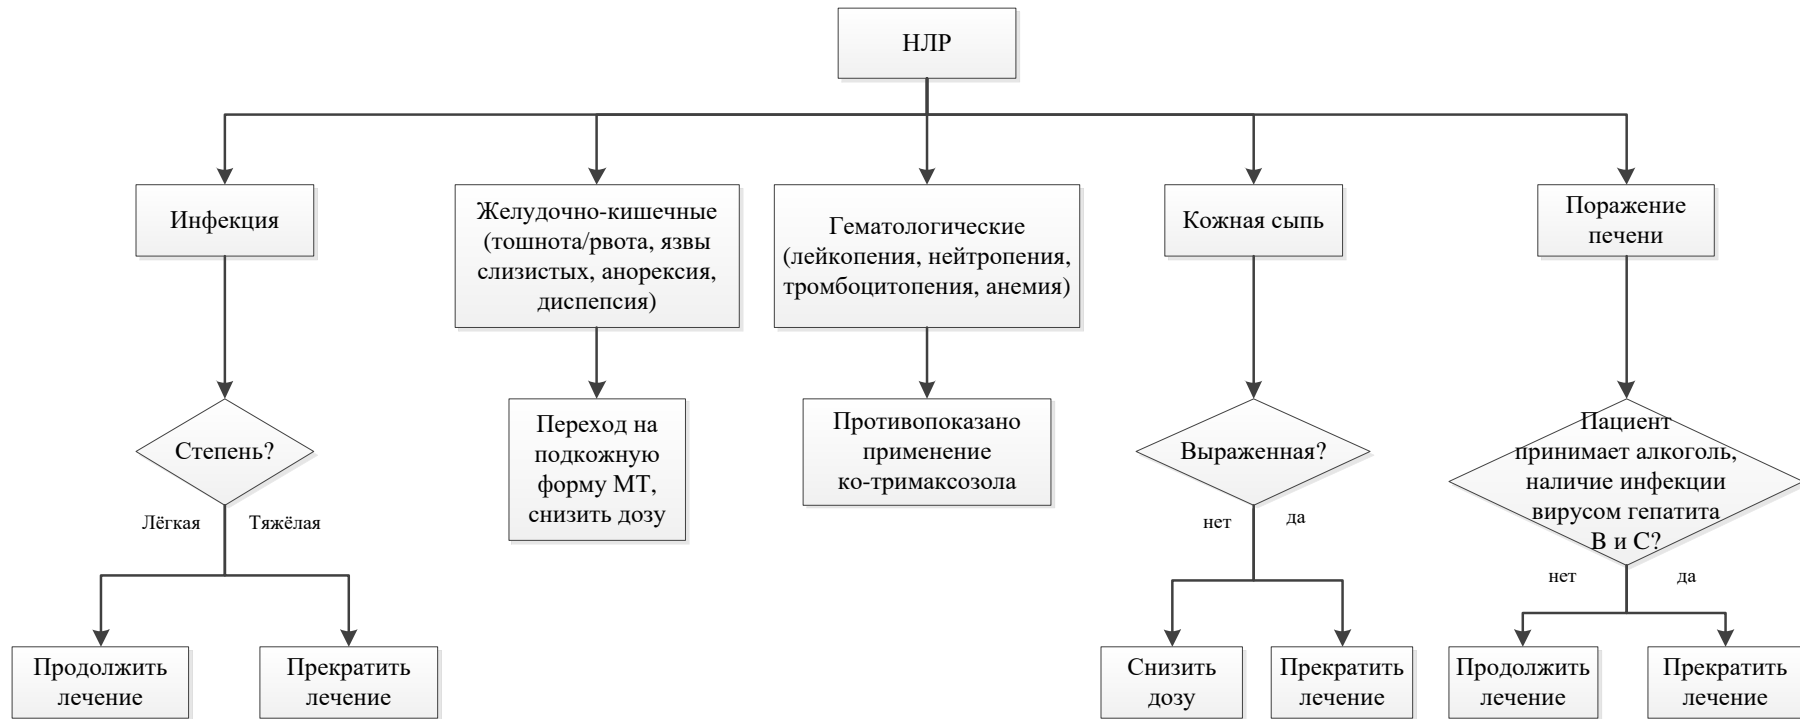 НЛР
Инфекция
Желудочно-кишечные
(тошнота/рвота, язвы
слизистых, анорексия,
диспепсия)
Гематологические
(лейкопения, нейтропения,
тромбоцитопения, анемия)
Кожная сыпь
Поражение
печени
Степень?
Переход на
подкожную
форму МТ,
снизить дозу
Противопоказано
применение
ко-тримаксозола
Выраженная?
Пациент
принимает алкоголь,
наличие инфекции
вирусом гепатита
В и С?
Лёгкая
Тяжёлая
нет
да
нет
да
Продолжить
лечение
Прекратить
лечение
Снизить
дозу
Прекратить
лечение
Продолжить
лечение
Прекратить
лечение